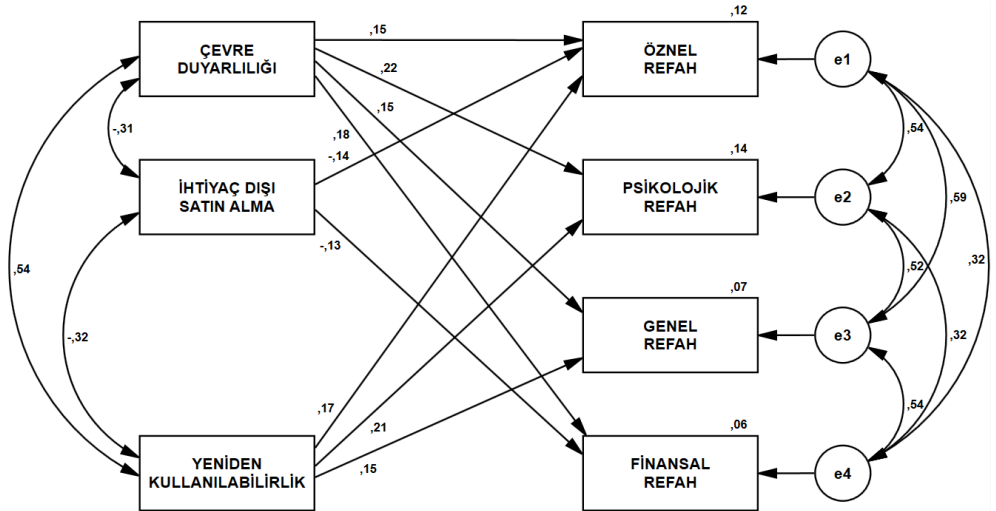 ,12
,15
ÇEVRE
DUYARLILIĞI
ÖZNEL
REFAH
e1
,22
,15
-,31
,18
-,14
,54
,14
İHTİYAÇ DIŞI
SATIN ALMA
PSİKOLOJİK
REFAH
e2
,59
-,13
,54
,52
,32
,07
-,32
GENEL
REFAH
e3
,32
,17
,21
,15
,54
,06
YENİDEN
KULLANILABİLİRLİK
FİNANSAL
REFAH
e4